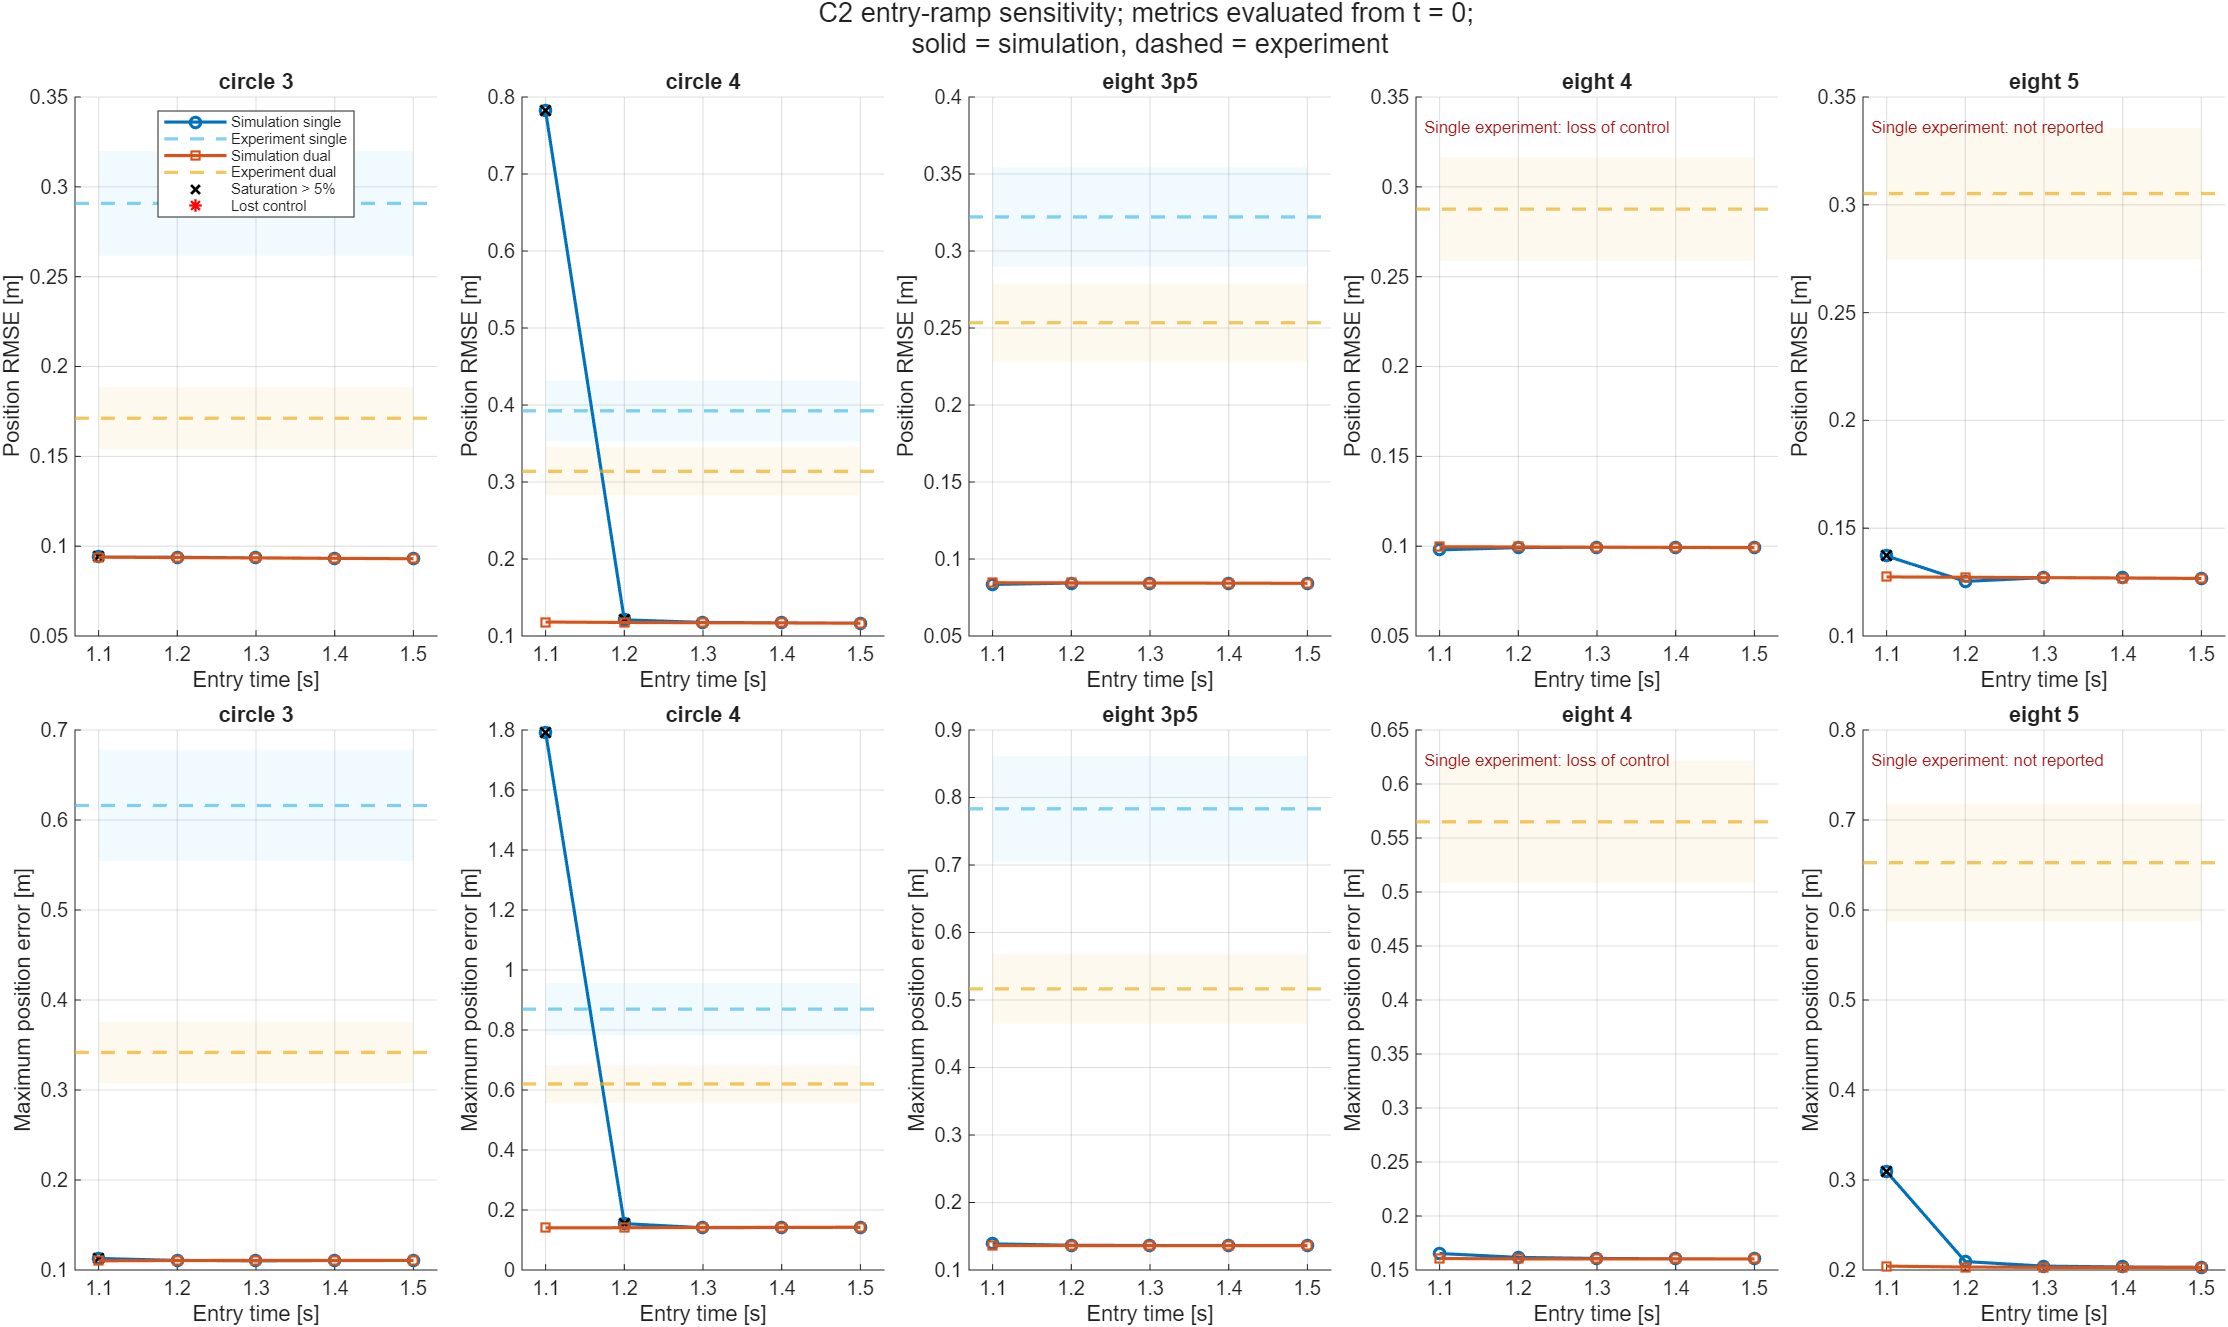 C2 entry-ramp sensitivity; metrics evaluated from t = 0;
solid = simulation, dashed = experiment
circle 3
0.35
0.3
0.25
0.2
0.15
0.1
0.05
Position RMSE [m]
Simulation single
Experiment single
Simulation dual
Experiment dual
Saturation > 5%
Lost control
1.1 1.2 1.3 1.4 1.5
Entry time [s]
circle 4
0.8
0.7
0.6
0.5
0.4
0.3
0.2
0.1
Position RMSE [m]
1.1 1.2 1.3 1.4 1.5
Entry time [s]
eight 3p5
0.4
0.35
0.3
0.25
0.2
0.15
0.1
0.05
Position RMSE [m]
1.1 1.2 1.3 1.4 1.5
Entry time [s]
eight 4
0.35
0.3
0.25
0.2
0.15
0.1
0.05
Position RMSE [m]
Single experiment: loss of control
1.1 1.2 1.3 1.4 1.5
Entry time [s]
eight 5
0.35
0.3
0.25
0.2
0.15
0.1
Position RMSE [m]
Single experiment: not reported
1.1 1.2 1.3 1.4 1.5
Entry time [s]
circle 3
0.7
0.6
0.5
0.4
0.3
0.2
0.1
Maximum position error [m]
1.1 1.2 1.3 1.4 1.5
Entry time [s]
circle 4
1.8
1.6
1.4
1.2
1
0.8
0.6
0.4
0.2
0
Maximum position error [m]
1.1 1.2 1.3 1.4 1.5
Entry time [s]
eight 3p5
0.9
0.8
0.7
0.6
0.5
0.4
0.3
0.2
0.1
Maximum position error [m]
1.1 1.2 1.3 1.4 1.5
Entry time [s]
eight 4
0.65
0.6
0.55
0.5
0.45
0.4
0.35
0.3
0.25
0.2
0.15
Maximum position error [m]
Single experiment: loss of control
1.1 1.2 1.3 1.4 1.5
Entry time [s]
eight 5
0.8
0.7
0.6
0.5
0.4
0.3
0.2
Maximum position error [m]
Single experiment: not reported
1.1 1.2 1.3 1.4 1.5
Entry time [s]